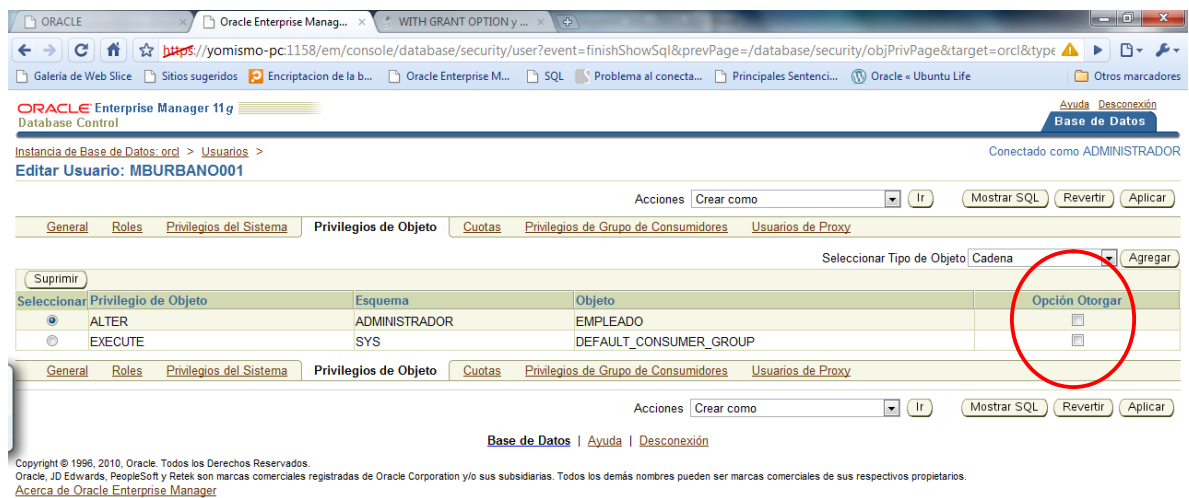 ORACLE
Oracle Enterprise Manag...
WITH GRANT OPTION y ...
https://yomismo-pc:1158/em/console/database/security/user?event=finishShowSql&prevPage=/database/security/objPrivPage&target=orcl&type
Galería de Web Slice Sitios sugeridos Encriptacion de la b... Oracle Enterprise M... SQL Problema al conecta... Principales Sentenci... Oracle « Ubuntu Life Otros marcadores
ORACLE Enterprise Manager 11g
Database Control
Ayuda Desconexión
Base de Datos
Instancia de Base de Datos: orcl > Usuarios >
Conectado como ADMINISTRADOR
Editar Usuario: MBURBANO001
Acciones Crear como Ir Mostrar SQL Revertir Aplicar
General Roles Privilegios del Sistema Privilegios de Objeto Cuotas Privilegios de Grupo de Consumidores Usuarios de Proxy
Seleccionar Tipo de Objeto Cadena Agregar
Suprimir
Seleccionar Privilegio de Objeto Esquema Objeto Opción Otorgar
ALTER ADMINISTRADOR EMPLEADO
EXECUTE SYS DEFAULT_CONSUMER_GROUP
General Roles Privilegios del Sistema Privilegios de Objeto Cuotas Privilegios de Grupo de Consumidores Usuarios de Proxy
Acciones Crear como Ir Mostrar SQL Revertir Aplicar
Base de Datos | Ayuda | Desconexión
Copyright © 1996, 2010, Oracle. Todos los Derechos Reservados.
Oracle, JD Edwards, PeopleSoft y Retek son marcas comerciales registradas de Oracle Corporation y/o sus subsidiarias. Todos los demás nombres pueden ser marcas comerciales de sus respectivos propietarios.
Acerca de Oracle Enterprise Manager